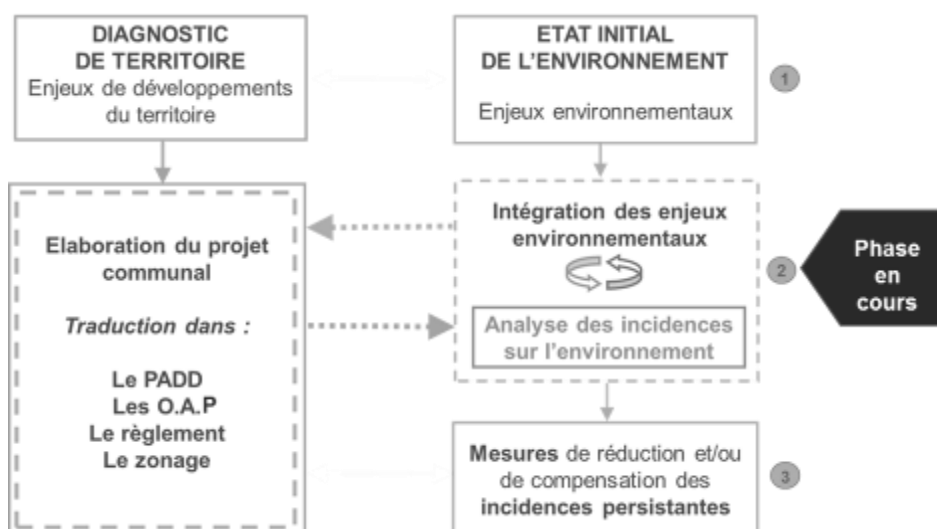 DIAGNOSTIC
DE TERRITOIRE
Enjeux de développements
du territoire
ETAT INITIAL
DE L'ENVIRONNEMENT
Enjeux environnementaux
1
Elaboration du projet
communal
Traduction dans :
Le PADD
Les O.A.P
Le règlement
Le zonage
Intégration des enjeux
environnementaux
Analyse des incidences
sur l'environnement
2
Phase
en
cours
Mesures de réduction et/ou
de compensation des
incidences persistantes
3